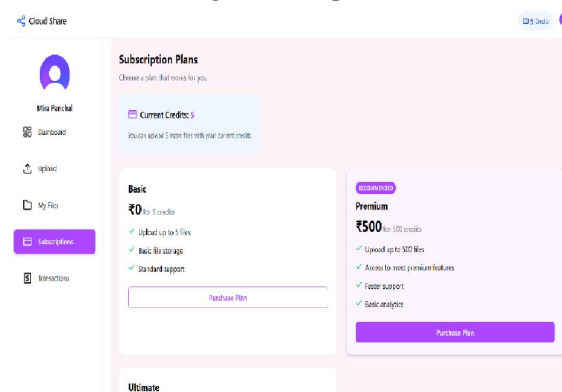 Cloud Share
5 Credits
Mira Panchal
Dashboard
Upload
My Files
Subscriptions
Transactions
Subscription Plans
Choose a plan that works for you
Current Credits: 5
You can upload 5 more files with your current credits
Basic
₹0 for 5 credits
Upload up to 5 files
Basic file storage
Standard support
Purchase Plan
RECOMMENDED
Premium
₹500 for 500 credits
Upload up to 500 files
Access to most premium features
Faster support
Basic analytics
Purchase Plan
Ultimate